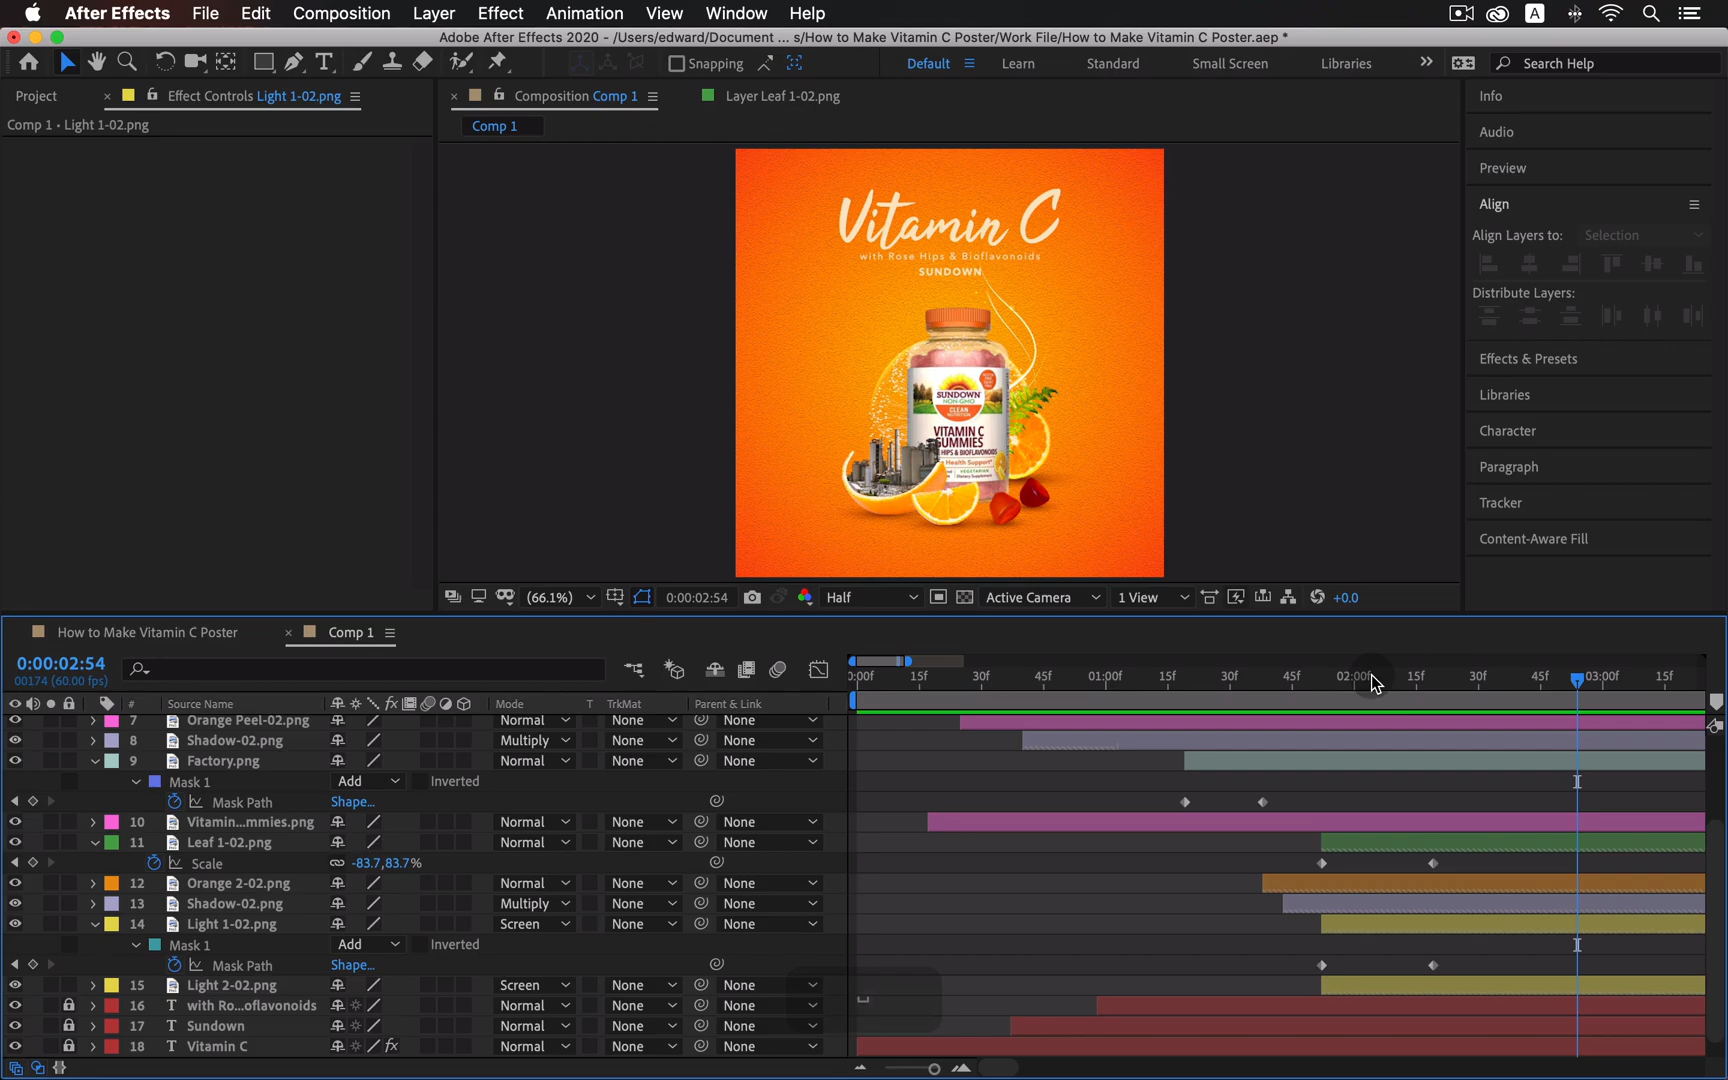 After Effects File Edit Composition Layer Effect Animation View Window Help
Adobe After Effects 2020 - /Users/edward/Document ... s/How to Make Vitamin C Poster/Work File/How to Make Vitamin C Poster.aep *
Snapping Default Learn Standard Small Screen Libraries Search Help
Project Effect Controls Light 1-02.png Composition Comp 1 Layer Leaf 1-02.png
Comp 1 • Light 1-02.png
Comp 1
Info
Audio
Preview
Align
Align Layers to: Selection
Distribute Layers:
Effects & Presets
Libraries
Character
Paragraph
Tracker
Content-Aware Fill
Vitamin C
with Rose Hips & Bioflavonoids
SUNDOWN
SUNDOWN
NON-GMO
CLEAN
NUTRITION
VITAMIN C
GUMMIES
HIPS & BIOFLAVONOIDS
Health Support
VEGETARIAN
(66.1%) 0:00:02:54 Half Active Camera 1 View +0.0
How to Make Vitamin C Poster Comp 1
0:00:02:54
00174 (60.00 fps)
0:00f 15f 30f 45f 01:00f 15f 30f 45f 02:00f 15f 30f 45f 03:00f 15f
# Source Name Mode T TrkMat Parent & Link
7 Orange Peel-02.png Normal None None
8 Shadow-02.png Multiply None None
9 Factory.png Normal None None
Mask 1 Add Inverted
Mask Path Shape...
10 Vitamin...mmies.png Normal None None
11 Leaf 1-02.png Normal None None
Scale -83.7,83.7%
12 Orange 2-02.png Normal None None
13 Shadow-02.png Multiply None None
14 Light 1-02.png Screen None None
Mask 1 Add Inverted
Mask Path Shape...
15 Light 2-02.png Screen None None
16 T with Ro...oflavonoids Normal None None
17 T Sundown Normal None None
18 T Vitamin C fx Normal None None